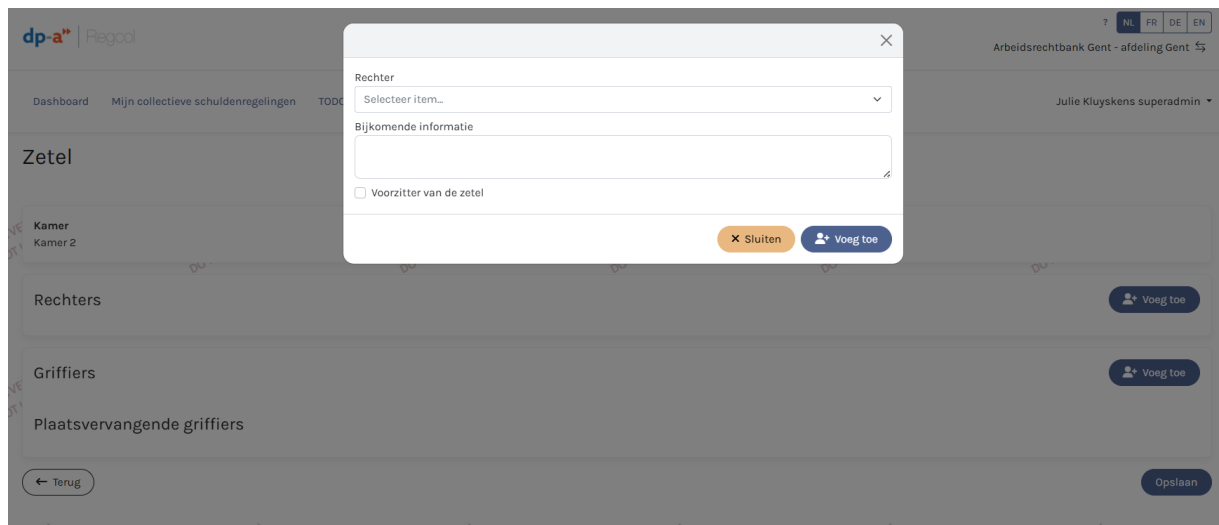 dp-a» | Regcol
? NL FR DE EN
Arbeidsrechtbank Gent - afdeling Gent
Dashboard Mijn collectieve schuldenregelingen
Julie Kluyskens superadmin
Zetel
Rechter
Selecteer item...
Bijkomende informatie
Voorzitter van de zetel
Sluiten
Voeg toe
Kamer
Kamer 2
Rechters
Voeg toe
Griffiers
Voeg toe
Plaatsvervangende griffiers
Terug
Opslaan